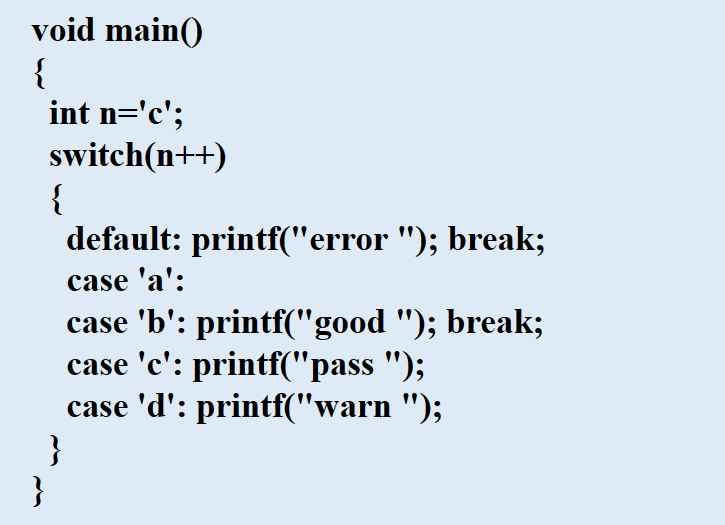 void main()
{
int n='c';
switch(n++)
{
default: printf("error "); break;
case 'a':
case 'b': printf("good "); break;
case 'c': printf("pass ");
case 'd': printf("warn ");
}
}